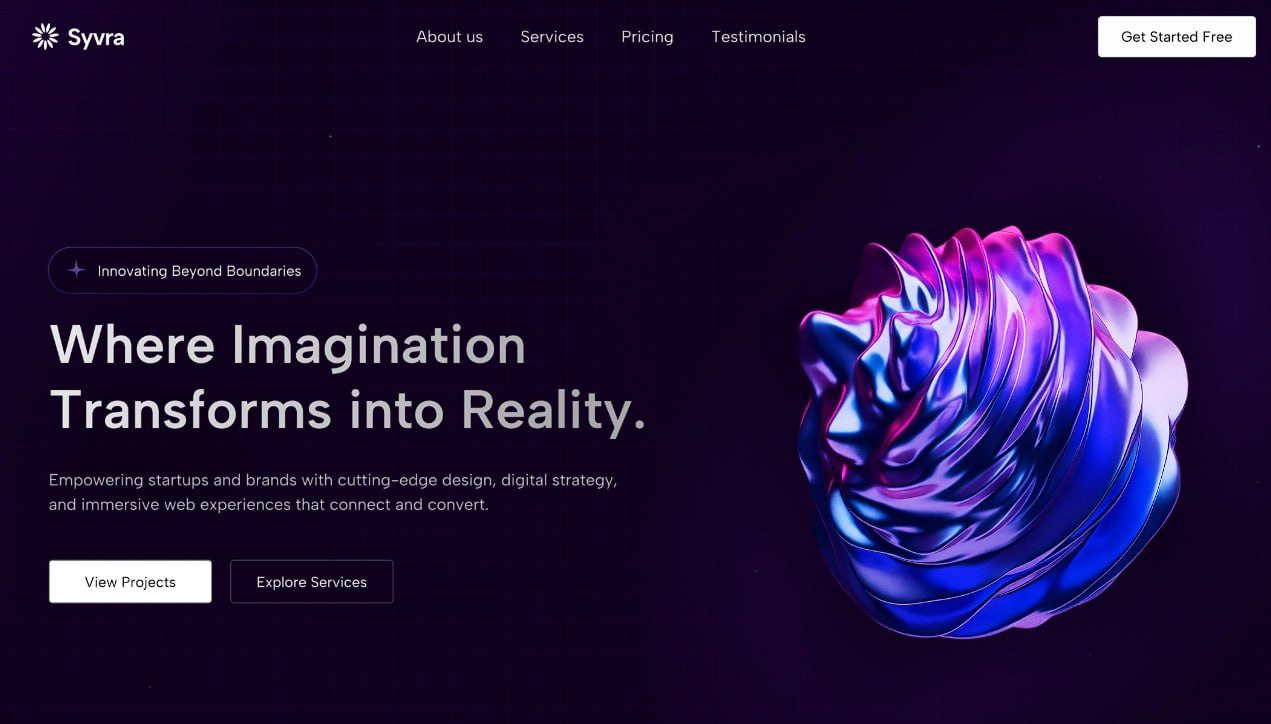 Syvra
About us
Services
Pricing
Testimonials
Get Started Free
Innovating Beyond Boundaries
Where Imagination
Transforms into Reality.
Empowering startups and brands with cutting-edge design, digital strategy,
and immersive web experiences that connect and convert.
View Projects
Explore Services